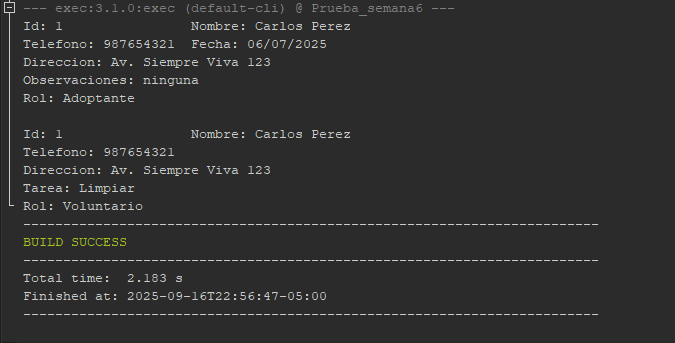 --- exec:3.1.0:exec (default-cli) @ Prueba_semana6 ---
Id: 1                Nombre: Carlos Perez
Telefono: 987654321  Fecha: 06/07/2025
Direccion: Av. Siempre Viva 123
Observaciones: ninguna
Rol: Adoptante

Id: 1                Nombre: Carlos Perez
Telefono: 987654321
Direccion: Av. Siempre Viva 123
Tarea: Limpiar
Rol: Voluntario
------------------------------------------------------------------------
BUILD SUCCESS
------------------------------------------------------------------------
Total time:  2.183 s
Finished at: 2025-09-16T22:56:47-05:00
------------------------------------------------------------------------